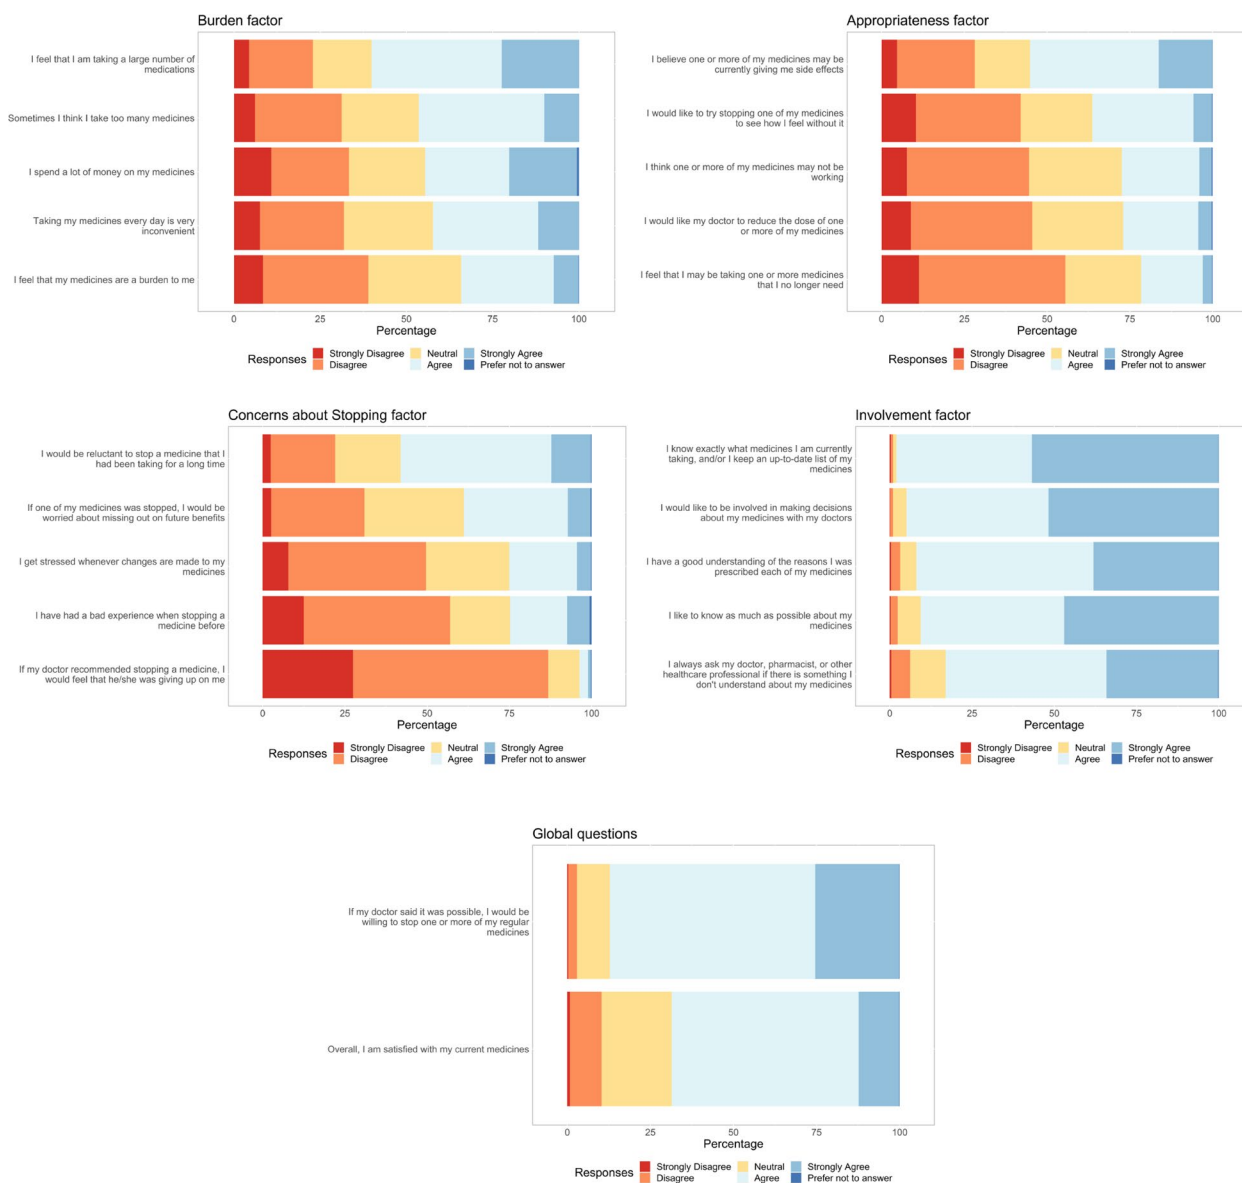 Burden factor
I feel that I am taking a large number of
medications
Sometimes I think I take too many medicines
I spend a lot of money on my medicines
Taking my medicines every day is very
inconvenient
I feel that my medicines are a burden to me
0 25 50 75 100
Percentage
Responses Strongly Disagree Neutral Strongly Agree
Disagree Agree Prefer not to answer
Appropriateness factor
I believe one or more of my medicines may be
currently giving me side effects
I would like to try stopping one of my medicines
to see how I feel without it
I think one or more of my medicines may not be
working
I would like my doctor to reduce the dose of one
or more of my medicines
I feel that I may be taking one or more medicines
that I no longer need
0 25 50 75 100
Percentage
Responses Strongly Disagree Neutral Strongly Agree
Disagree Agree Prefer not to answer
Concerns about Stopping factor
I would be reluctant to stop a medicine that I
had been taking for a long time
If one of my medicines was stopped, I would be
worried about missing out on future benefits
I get stressed whenever changes are made to my
medicines
I have had a bad experience when stopping a
medicine before
If my doctor recommended stopping a medicine, I
would feel that he/she was giving up on me
0 25 50 75 100
Percentage
Responses Strongly Disagree Neutral Strongly Agree
Disagree Agree Prefer not to answer
Involvement factor
I know exactly what medicines I am currently
taking, and/or I keep an up-to-date list of my
medicines
I would like to be involved in making decisions
about my medicines with my doctors
I have a good understanding of the reasons I was
prescribed each of my medicines
I like to know as much as possible about my
medicines
I always ask my doctor, pharmacist, or other
healthcare professional if there is something I
don't understand about my medicines
0 25 50 75 100
Percentage
Responses Strongly Disagree Neutral Strongly Agree
Disagree Agree Prefer not to answer
Global questions
If my doctor said it was possible, I would be
willing to stop one or more of my regular
medicines
Overall, I am satisfied with my current medicines
0 25 50 75 100
Percentage
Responses Strongly Disagree Neutral Strongly Agree
Disagree Agree Prefer not to answer